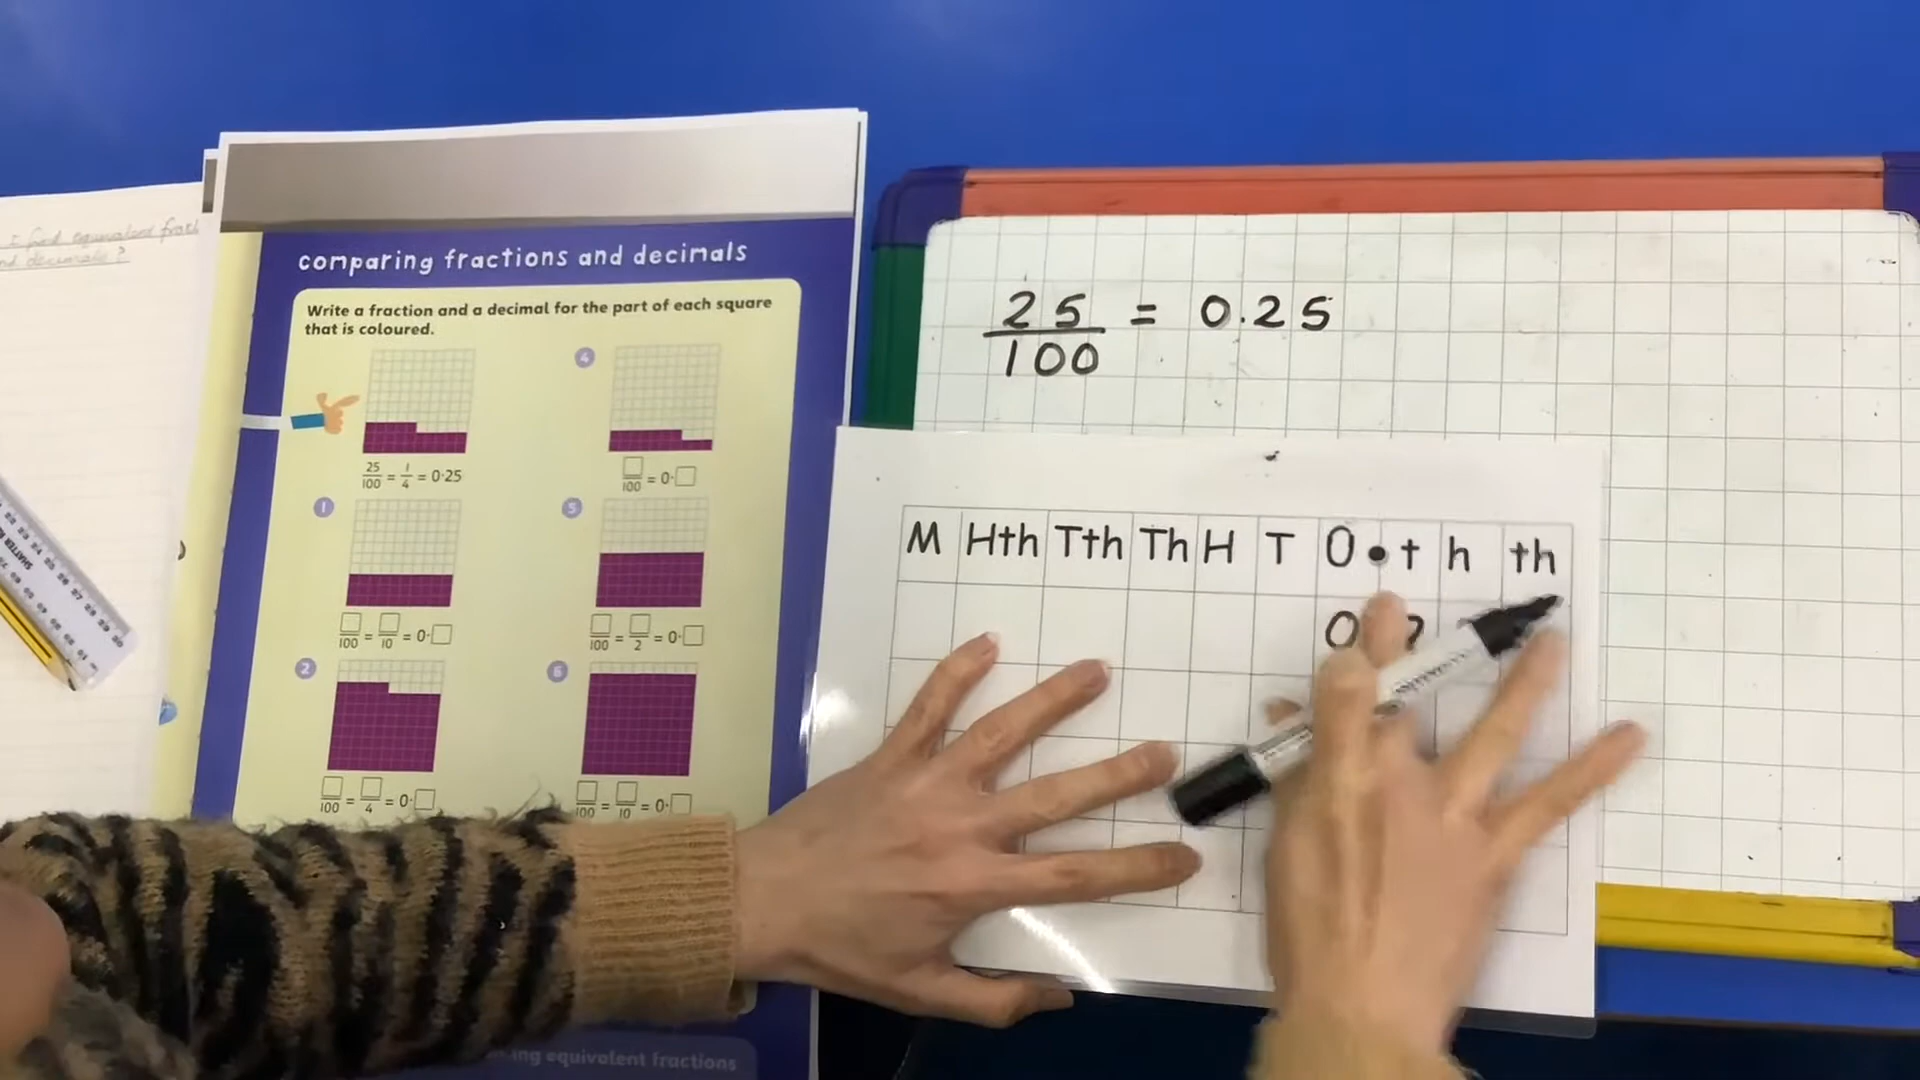 comparing fractions and decimals
Write a fraction and a decimal for the part of each square
that is coloured.
25/100 = 1/4 = 0·25
4
□/100 = 0·□
1
□/100 = □/10 = 0·□
5
□/100 = □/2 = 0·□
2
□/100 = □/4 = 0·□
6
□/100 = □/10 = 0·□
equivalent fractions
25/100 = 0.25
M Hth Tth Th H T O • t h th
0